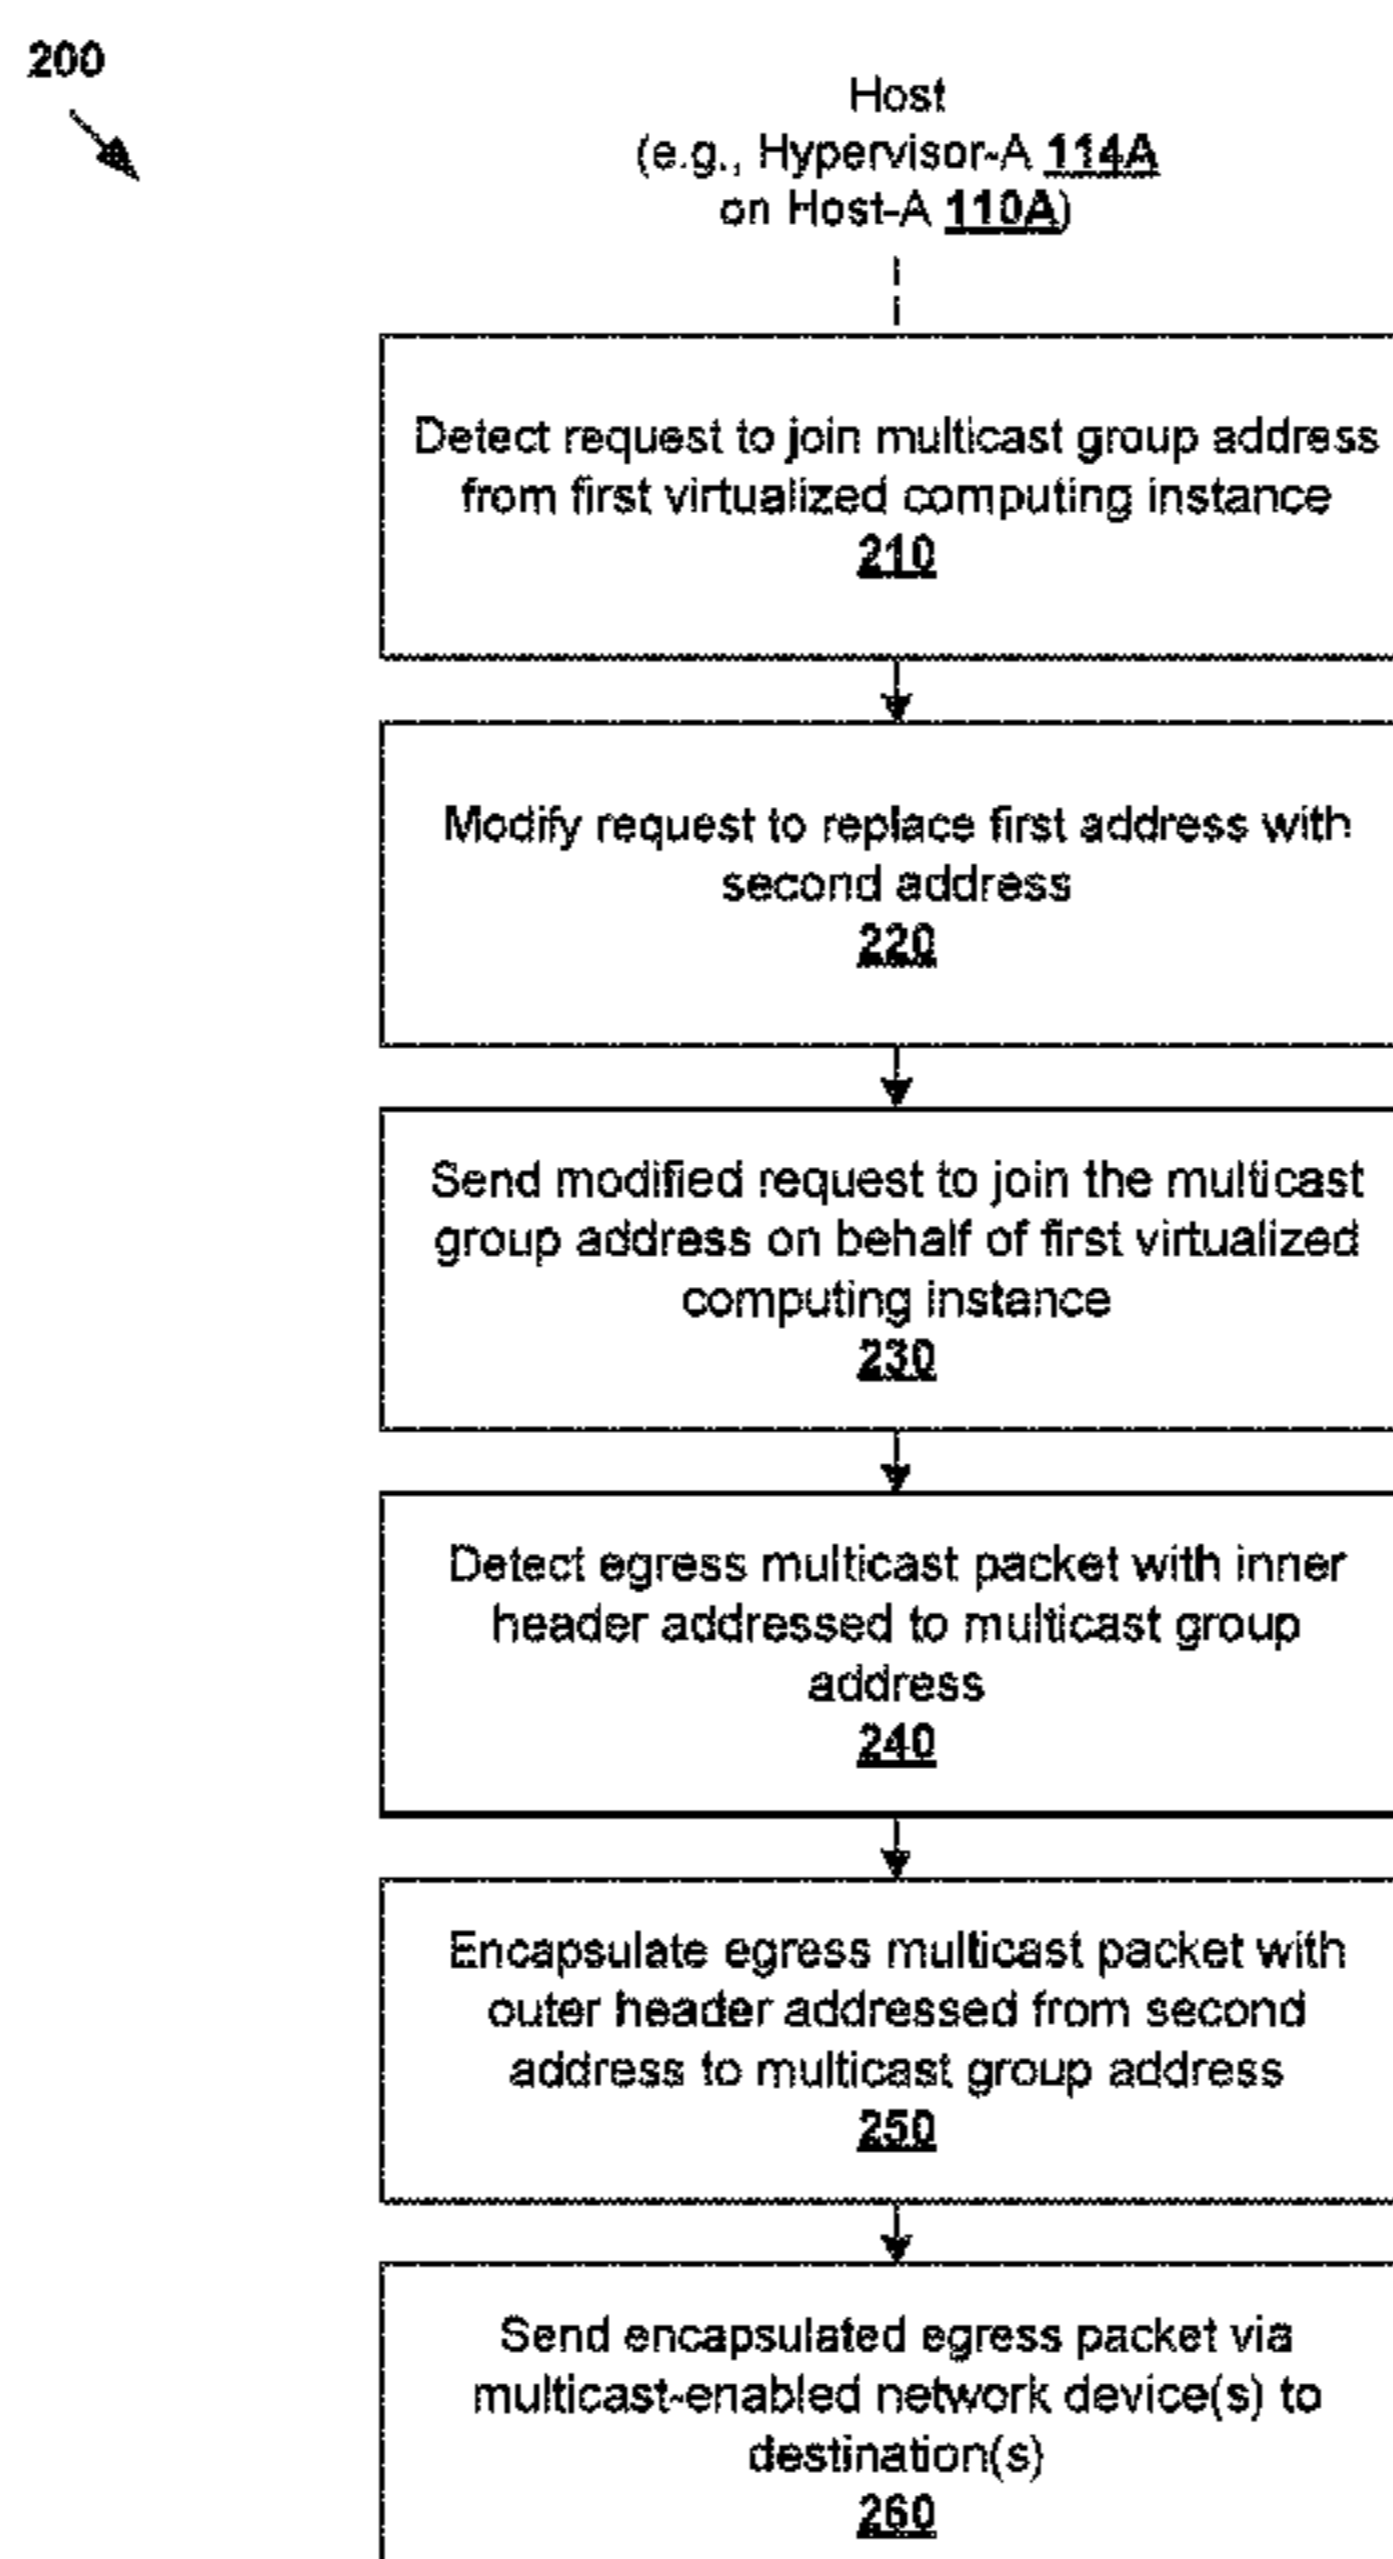 200
Host
(e.g., Hypervisor-A 114A
on Host-A 110A)
Detect request to join multicast group address
from first virtualized computing instance
210
Modify request to replace first address with
second address
220
Send modified request to join the multicast
group address on behalf of first virtualized
computing instance
230
Detect egress multicast packet with inner
header addressed to multicast group
address
240
Encapsulate egress multicast packet with
outer header addressed from second
address to multicast group address
250
Send encapsulated egress packet via
multicast-enabled network device(s) to
destination(s)
260